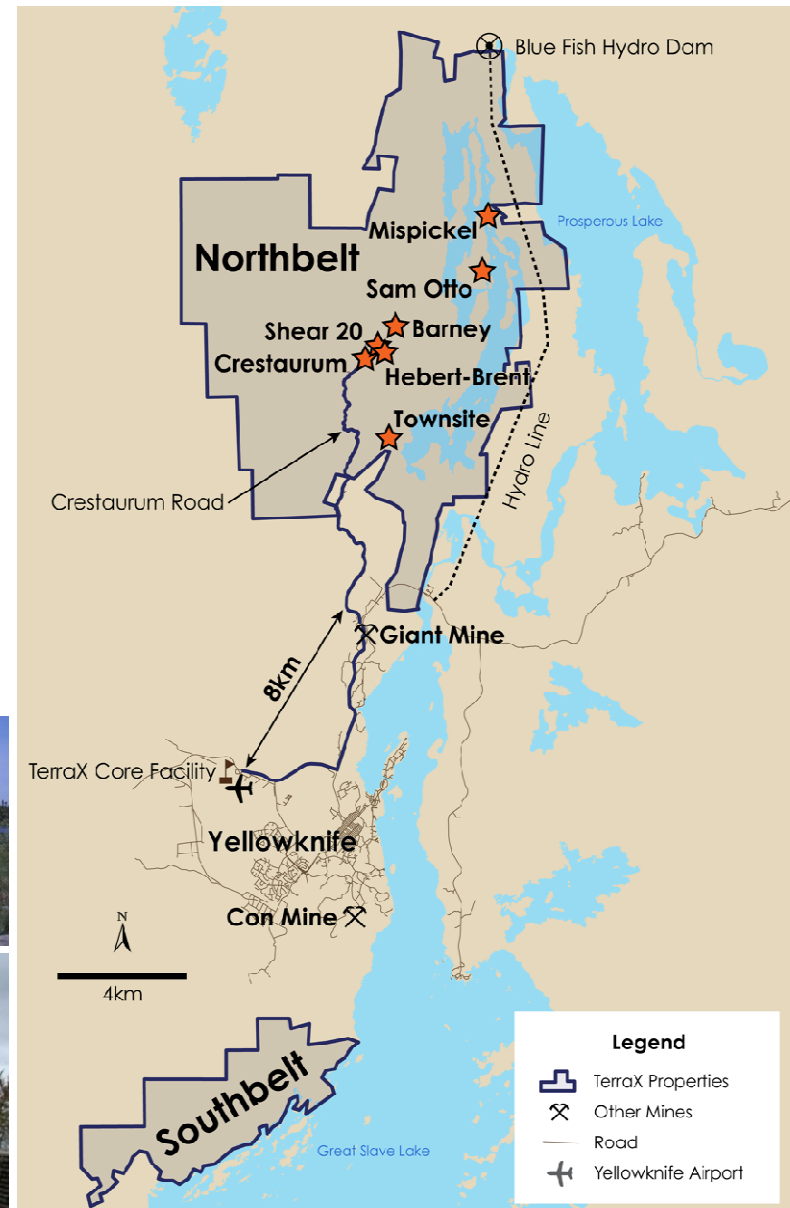 Blue Fish Hydro Dam
Prosperous Lake
Mispickel
Northbelt
Sam Otto
Shear 20
Barney
Crestaurum
Hebert-Brent
Townsite
Hydro Line
Crestaurum Road
Giant Mine
8km
TerraX Core Facility
Yellowknife
Con Mine
N
4km
Southbelt
Great Slave Lake
Legend
TerraX Properties
Other Mines
Road
Yellowknife Airport